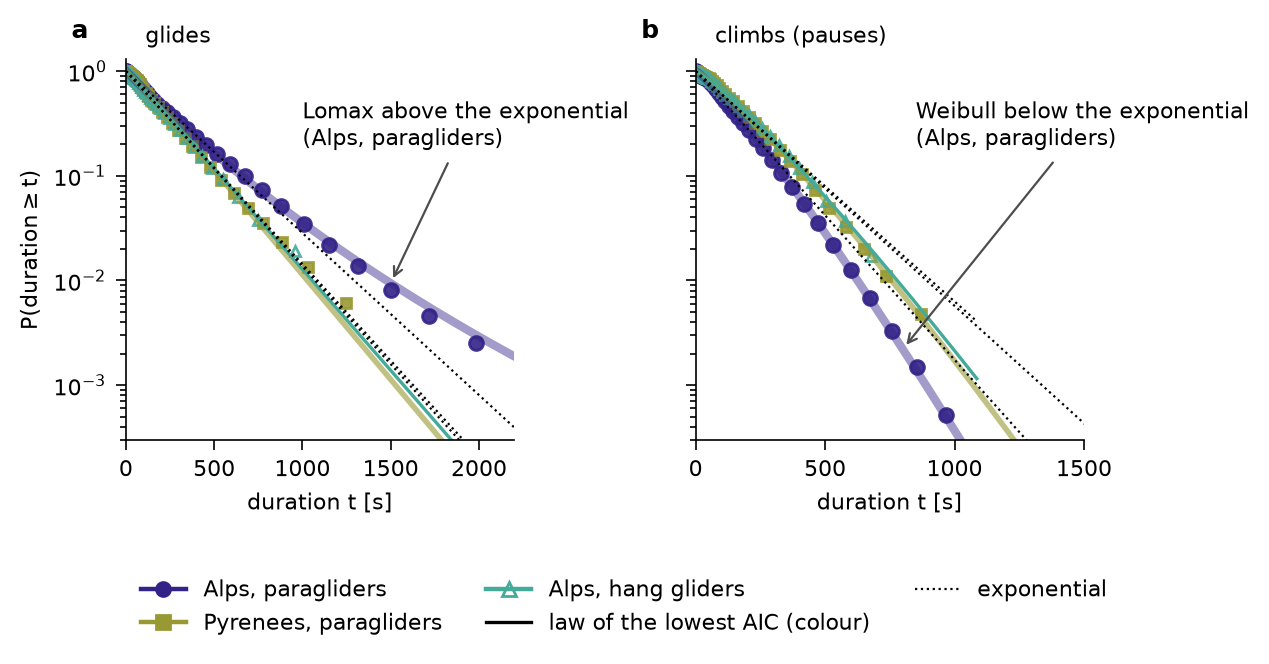 a glides
b climbs (pauses)
Lomax above the exponential
(Alps, paragliders)
Weibull below the exponential
(Alps, paragliders)
P(duration ≥ t)
10⁰
10⁻¹
10⁻²
10⁻³
0 500 1000 1500 2000
duration t [s]
0 500 1000 1500
duration t [s]
Alps, paragliders
Pyrenees, paragliders
Alps, hang gliders
law of the lowest AIC (colour)
exponential